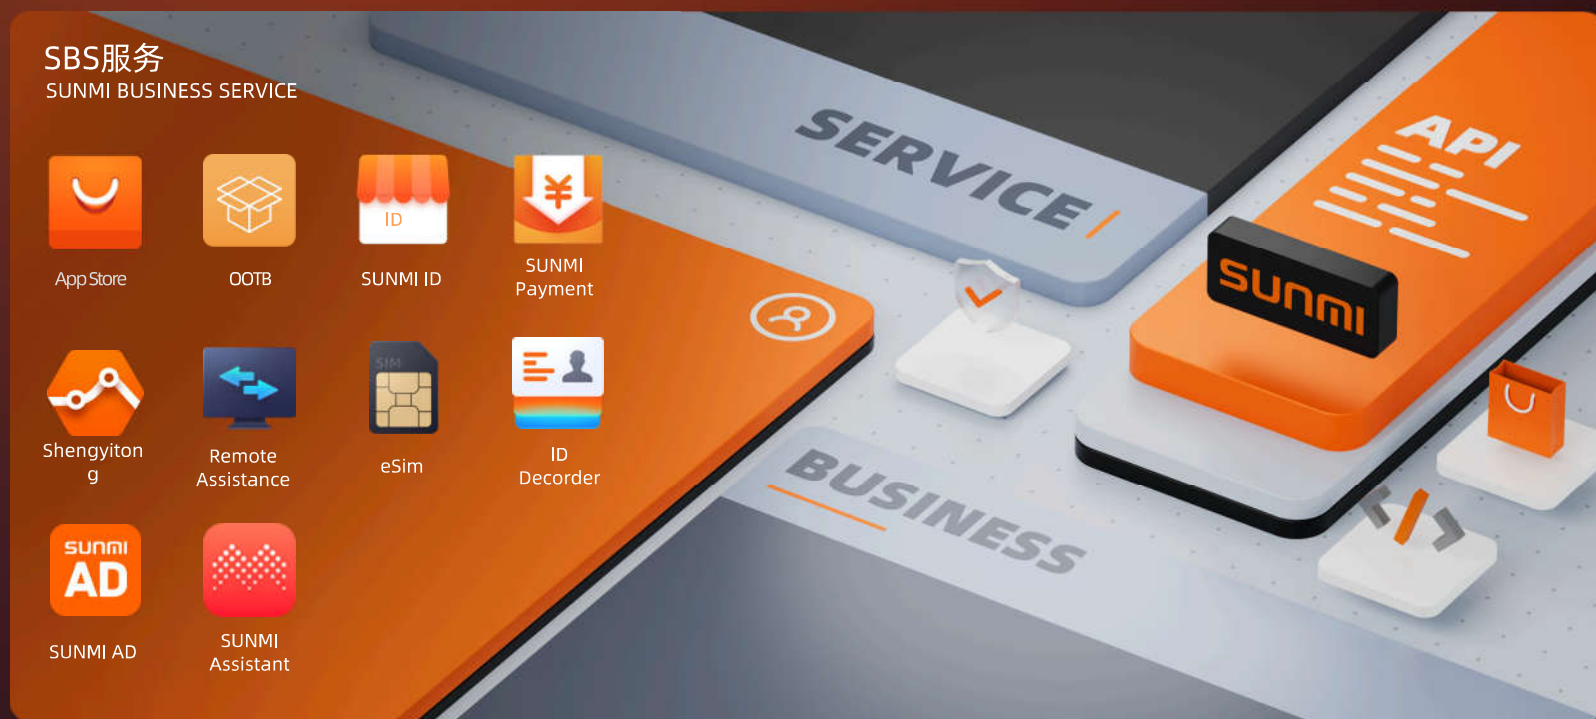 SBS服务
SUNMI BUSINESS SERVICE
SERVICE
API
SUNMI
ID
App Store
OOTB
SUNMI ID
SUNMI
Payment
SIM
Shengyiton
g
Remote
Assistance
eSim
ID
Decorder
BUSINESS
SUNMI
AD
SUNMI AD
SUNMI
Assistant